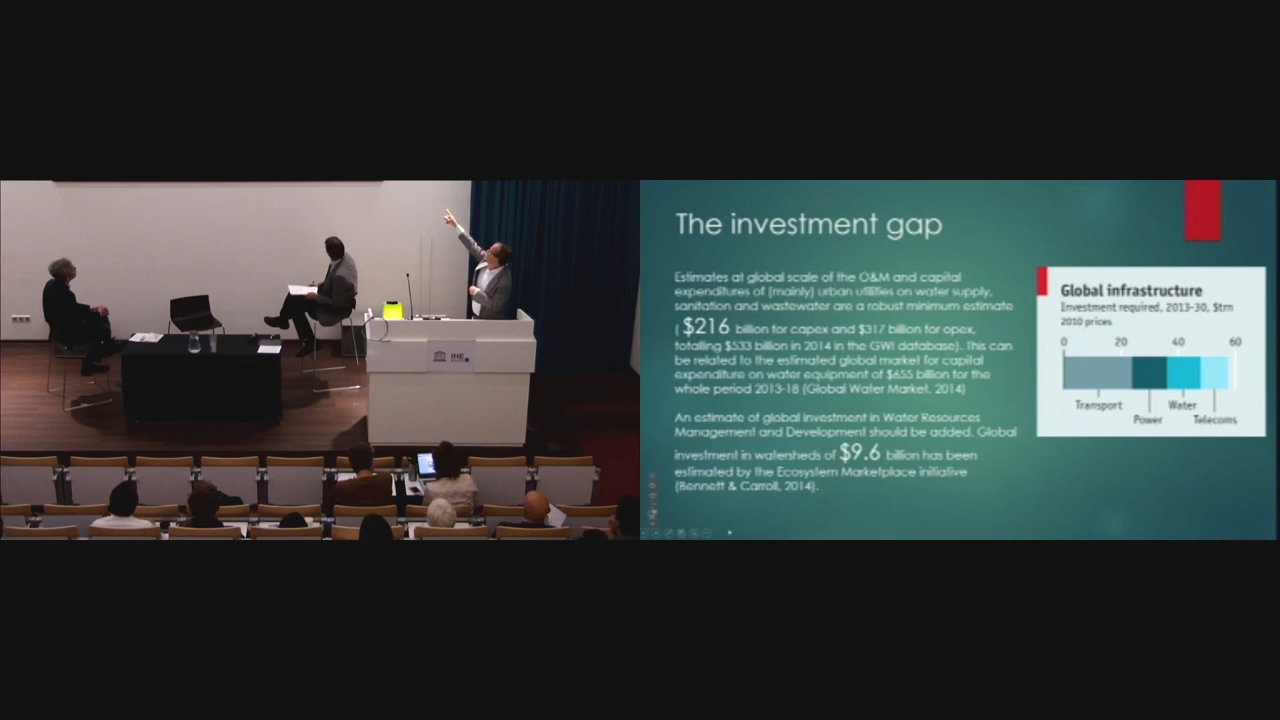 The investment gap
Estimates at global scale of the O&M and capital
expenditures of (mainly) urban utilities on water supply,
sanitation and wastewater are a robust minimum estimate
( $216 billion for capex and $317 billion for opex,
totalling $533 billion in 2014 in the GWI database). This can
be related to the estimated global market for capital
expenditure on water equipment of $655 billion for the
whole period 2013-18 (Global Water Market. 2014)
An estimate of global investment in Water Resources
Management and Development should be added. Global
investment in watersheds of $9.6 billion has been
estimated by the Ecosystem Marketplace iniliative
(Bennett & Carroll, 2014).
Global infrastructure
Investment required, 2013-30, $trn
2010 prices
0 20 40 60
Transport Water
Power Telecoms
IHE